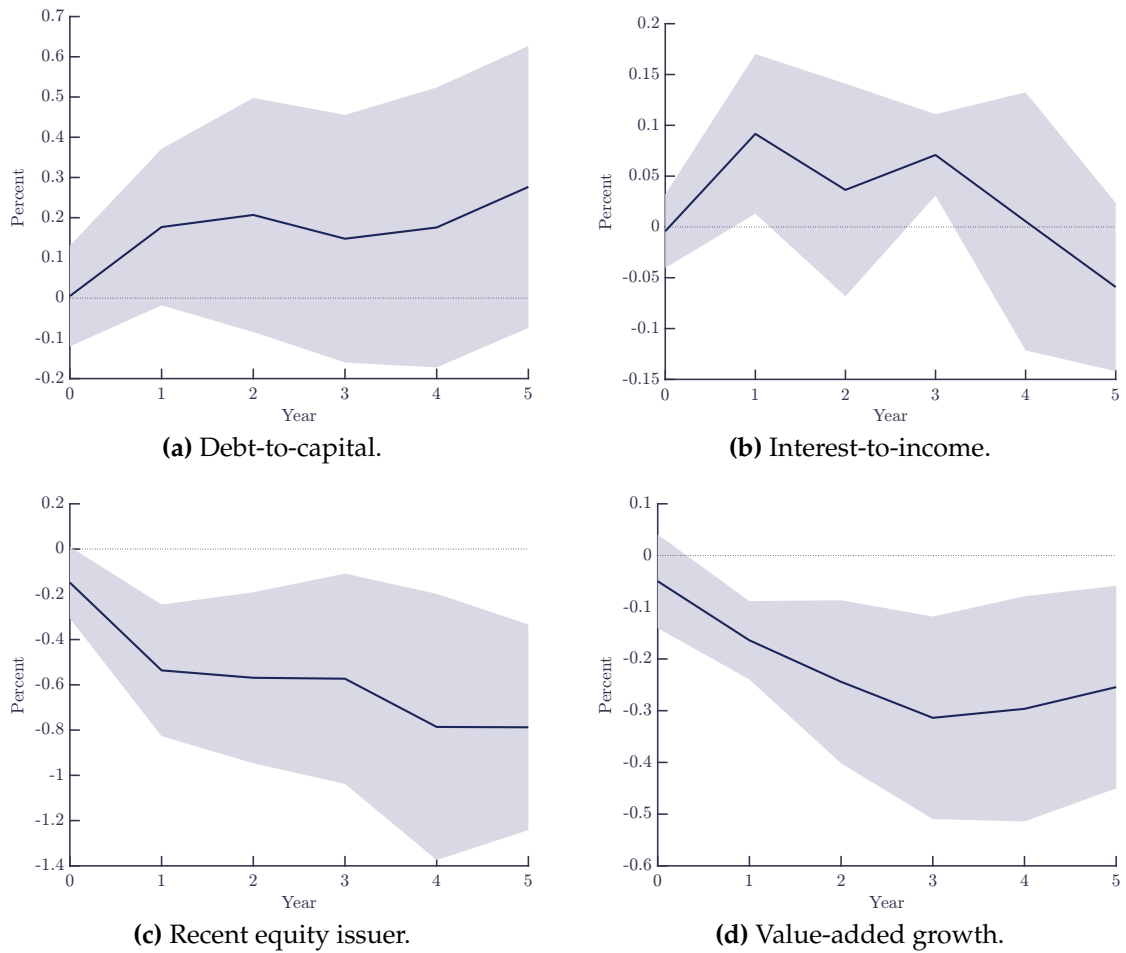 0.7
0.6
0.5
0.4
0.3
0.2
0.1
0
-0.1
-0.2
Percent
0 1 2 3 4 5
Year
(a) Debt-to-capital.
0.2
0.15
0.1
0.05
0
-0.05
-0.1
-0.15
Percent
0 1 2 3 4 5
Year
(b) Interest-to-income.
0.2
0
-0.2
-0.4
-0.6
-0.8
-1
-1.2
-1.4
Percent
0 1 2 3 4 5
Year
(c) Recent equity issuer.
0.1
0
-0.1
-0.2
-0.3
-0.4
-0.5
-0.6
Percent
0 1 2 3 4 5
Year
(d) Value-added growth.